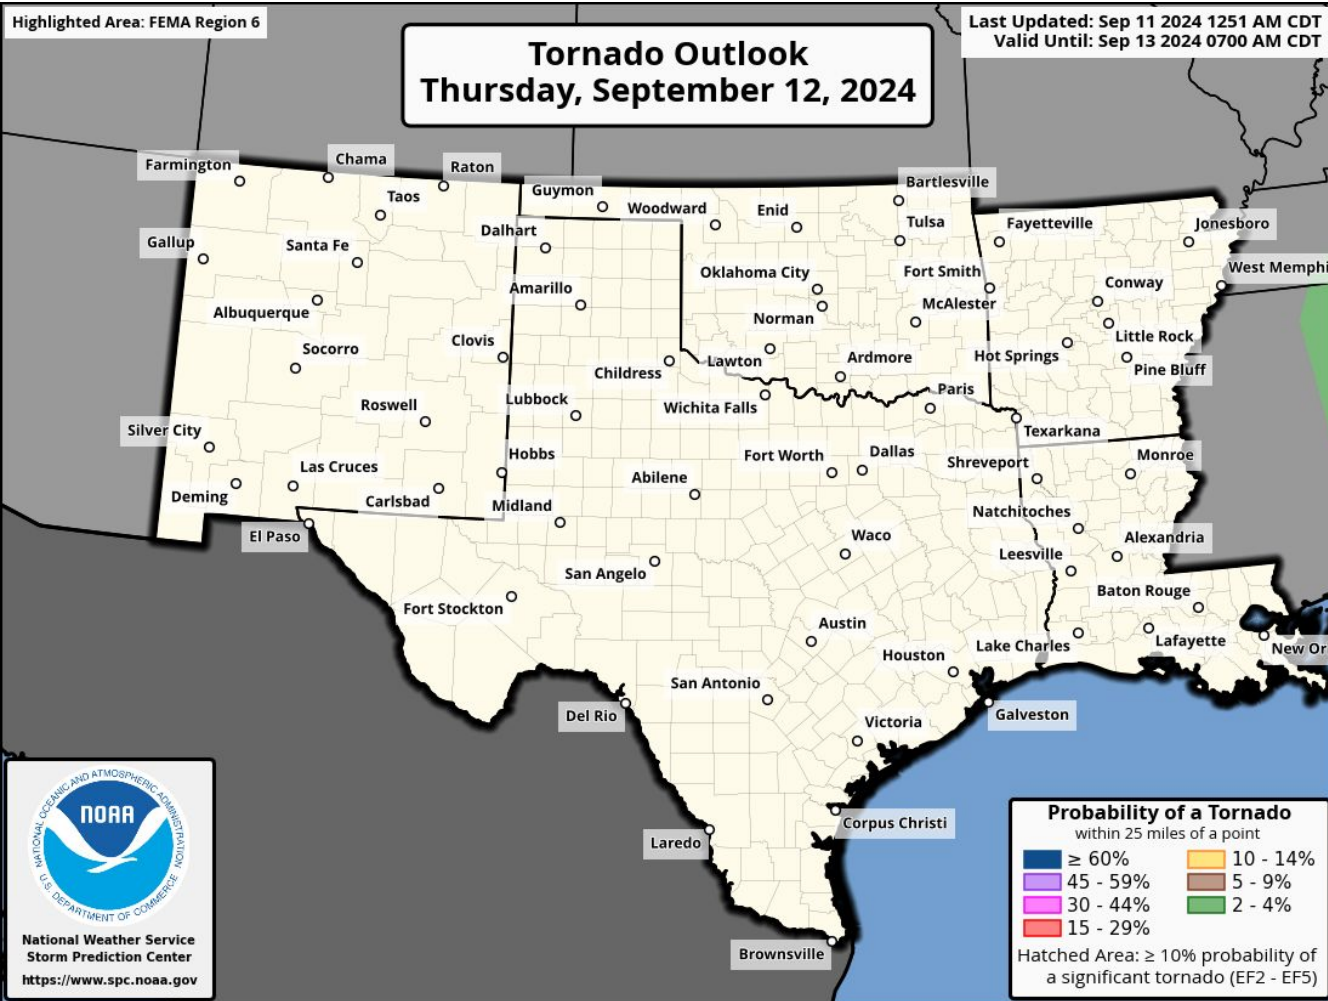 Highlighted Area: FEMA Region 6
Last Updated: Sep 11 2024 1251 AM CDT
Valid Until: Sep 13 2024 0700 AM CDT
Tornado Outlook
Thursday, September 12, 2024
Farmington
Chama
Raton
Taos
Guymon
Woodward
Enid
Bartlesville
Tulsa
Fayetteville
Jonesboro
Gallup
Santa Fe
Dalhart
Oklahoma City
Fort Smith
West Memphi
Amarillo
Conway
Albuquerque
Norman
McAlester
Little Rock
Socorro
Clovis
Childress
Lawton
Ardmore
Hot Springs
Pine Bluff
Roswell
Lubbock
Wichita Falls
Paris
Texarkana
Silver City
Las Cruces
Hobbs
Abilene
Fort Worth
Dallas
Shreveport
Monroe
Deming
Carlsbad
Midland
Natchitoches
El Paso
San Angelo
Waco
Leesville
Alexandria
Fort Stockton
Baton Rouge
Austin
Lake Charles
Lafayette
New Or
Houston
San Antonio
Del Rio
Victoria
Galveston
Corpus Christi
Laredo
Brownsville
NATIONAL OCEANIC AND ATMOSPHERIC ADMINISTRATION
NOAA
U.S. DEPARTMENT OF COMMERCE
National Weather Service
Storm Prediction Center
https://www.spc.noaa.gov
Probability of a Tornado
within 25 miles of a point
≥ 60%
10 - 14%
45 - 59%
5 - 9%
30 - 44%
2 - 4%
15 - 29%
Hatched Area: ≥ 10% probability of
a significant tornado (EF2 - EF5)